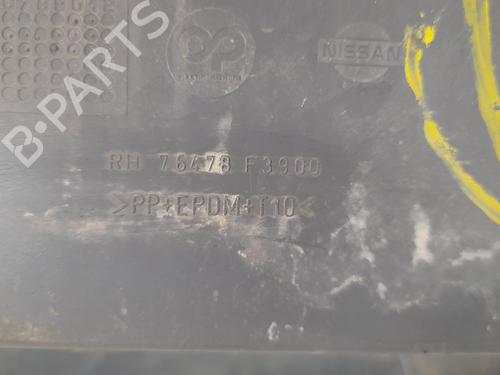 NISSAN
RH 76478 F3900
>PP+EPDM+T10<
B-PARTS